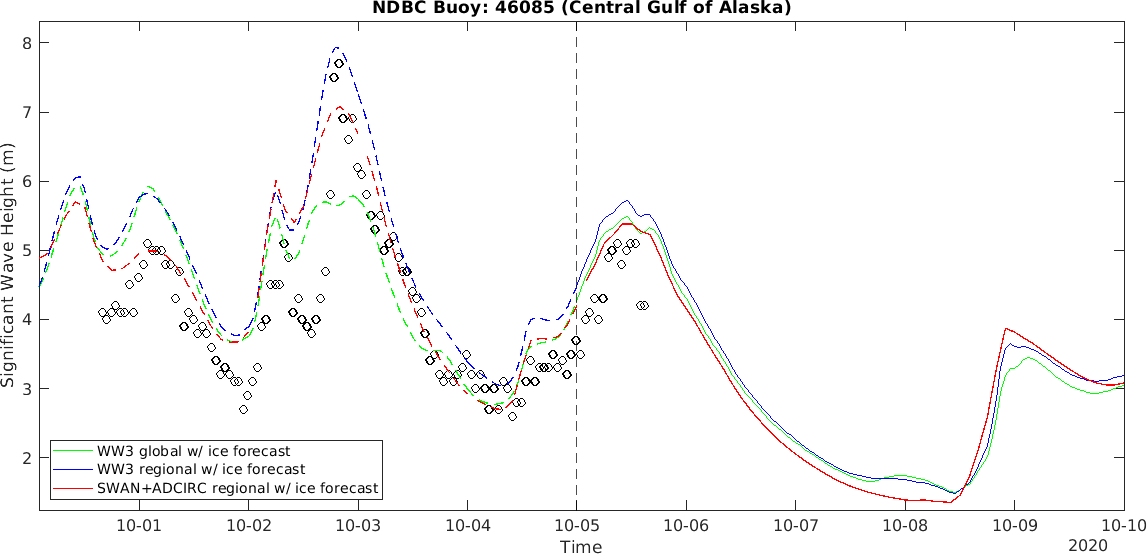 NDBC Buoy: 46085 (Central Gulf of Alaska)
Significant Wave Height (m)
8
7
6
5
4
3
2
WW3 global w/ ice forecast
WW3 regional w/ ice forecast
SWAN+ADCIRC regional w/ ice forecast
10-01 10-02 10-03 10-04 10-05 10-06 10-07 10-08 10-09 10-10
Time
2020